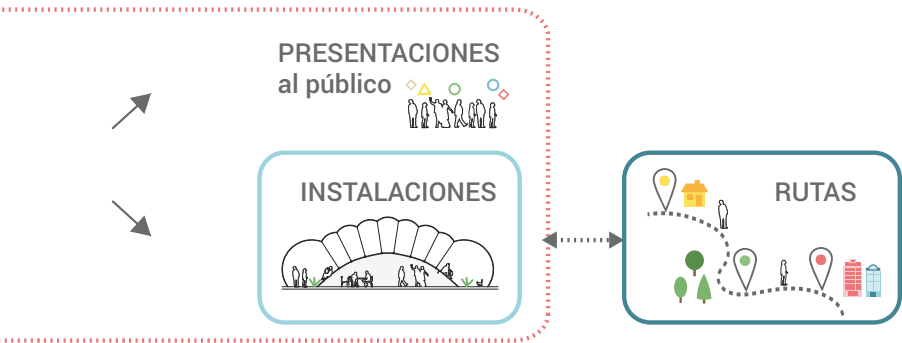 PRESENTACIONES
al público
INSTALACIONES
RUTAS